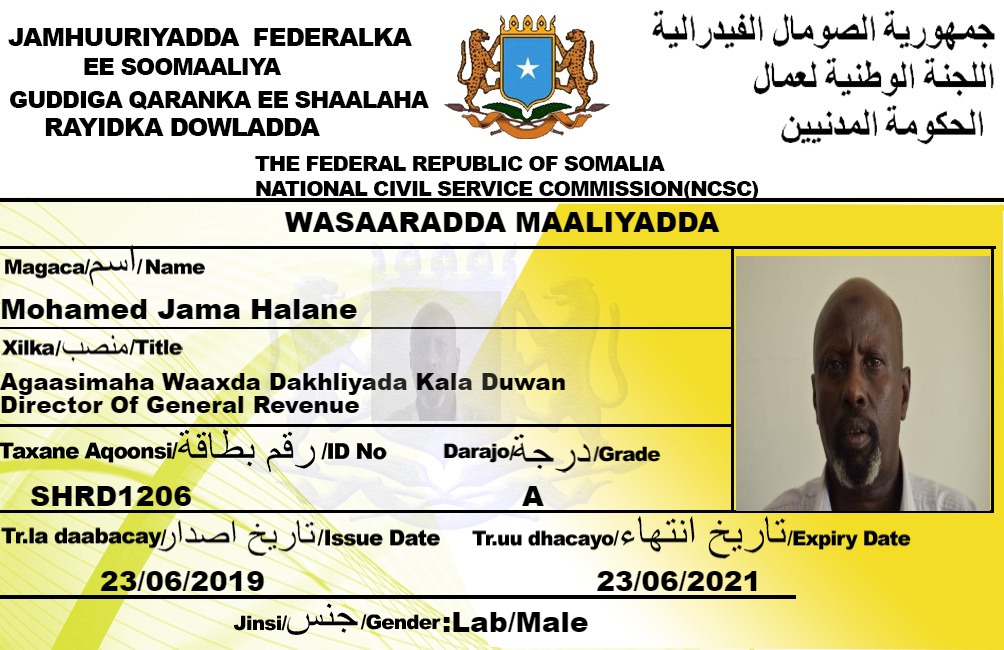 JAMHUURIYADDA FEDERALKA
EE SOOMAALIYA
GUDDIGA QARANKA EE SHAALAHA
RAYIDKA DOWLADDA
جمهورية الصومال الفيدرالية
اللجنة الوطنية لعمال
الحكومة المدنيين
THE FEDERAL REPUBLIC OF SOMALIA
NATIONAL CIVIL SERVICE COMMISSION(NCSC)
WASAARADDA MAALIYADDA
Magaca/اسم/Name
Mohamed Jama Halane
Xilka/منصب/Title
Agaasimaha Waaxda Dakhliyada Kala Duwan
Director Of General Revenue
Taxane Aqoonsi/رقم بطاقة/ID No
Darajo/درجة/Grade
SHRD1206
A
Tr.la daabacay/تاريخ اصدار/Issue Date
Tr.uu dhacayo/تاريخ انتهاء/Expiry Date
23/06/2019
23/06/2021
Jinsi/جنس/Gender:Lab/Male